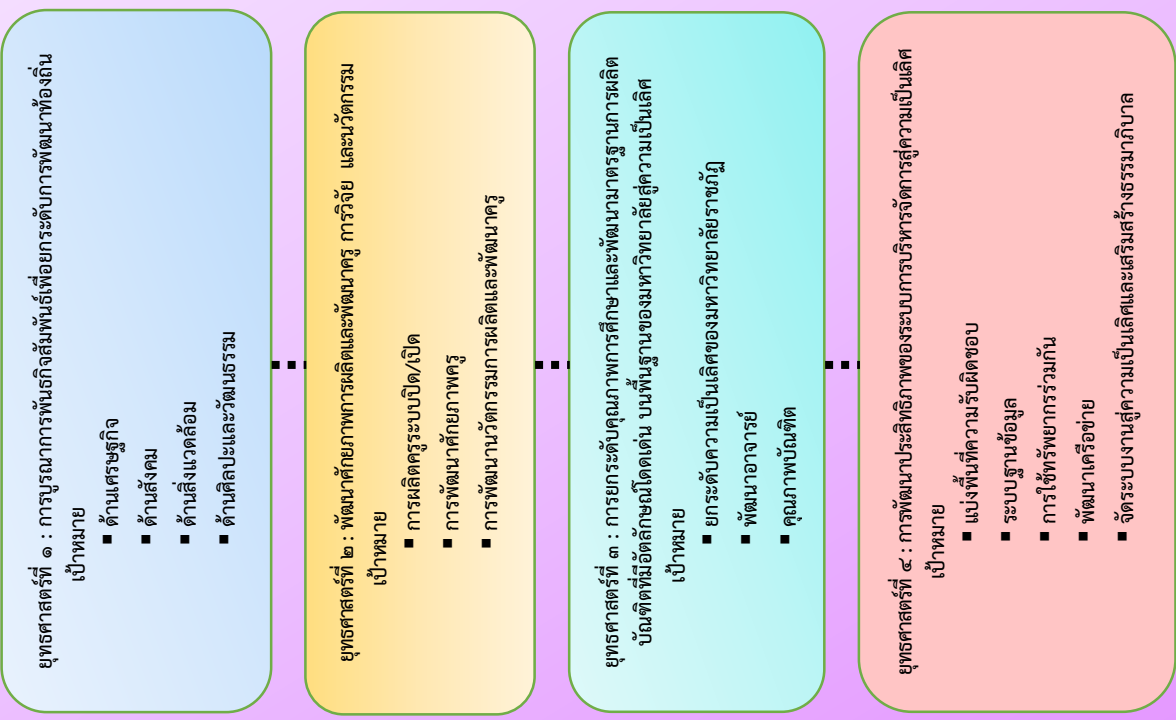 ยุทธศาสตร์ที่ ๑ : การบูรณาการพันธกิจสัมพันธ์เพื่อยกระดับการพัฒนาท้องถิ่น
เป้าหมาย
▪ ด้านเศรษฐกิจ
▪ ด้านสังคม
▪ ด้านสิ่งแวดล้อม
▪ ด้านศิลปะและวัฒนธรรม
ยุทธศาสตร์ที่ ๒ : พัฒนาศักยภาพการผลิตและพัฒนาครู การวิจัย และนวัตกรรม
เป้าหมาย
▪ การผลิตครูระบบปิด/เปิด
▪ การพัฒนาศักยภาพครู
▪ การพัฒนานวัตกรรมการผลิตและพัฒนาครู
ยุทธศาสตร์ที่ ๓ : การยกระดับคุณภาพการศึกษาและพัฒนามาตรฐานการผลิต
บัณฑิตที่มีอัตลักษณ์โดดเด่น บนพื้นฐานของมหาวิทยาลัยสู่ความเป็นเลิศ
เป้าหมาย
▪ ยกระดับความเป็นเลิศของมหาวิทยาลัยราชภัฏ
▪ พัฒนาอาจารย์
▪ คุณภาพบัณฑิต
ยุทธศาสตร์ที่ ๔ : การพัฒนาประสิทธิภาพของระบบการบริหารจัดการสู่ความเป็นเลิศ
เป้าหมาย
▪ แบ่งพื้นที่ความรับผิดชอบ
▪ ระบบฐานข้อมูล
▪ การใช้ทรัพยากรร่วมกัน
▪ พัฒนาเครือข่าย
▪ จัดระบบงานสู่ความเป็นเลิศและเสริมสร้างธรรมาภิบาล